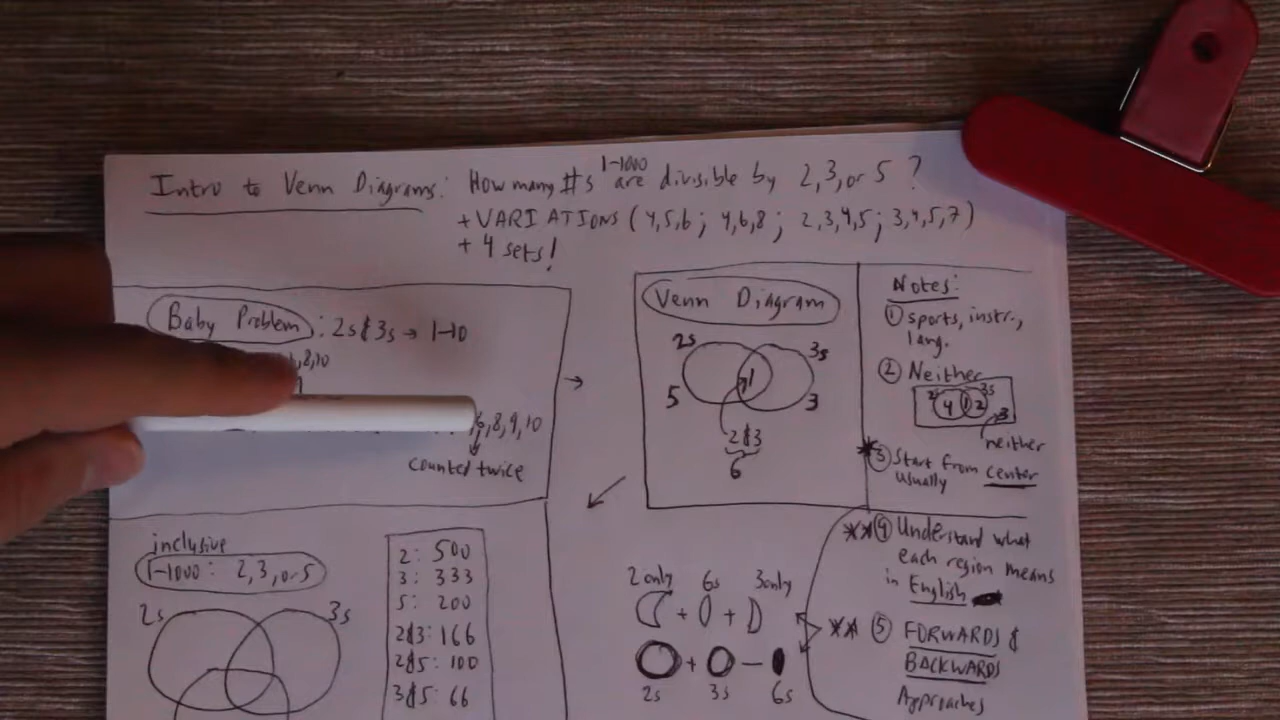 Intro to Venn Diagrams: How many #s 1-1000 are divisible by 2,3, or 5 ?
+ VARIATIONS (4,5,6; 4,6,8; 2,3,4,5; 3,4,5,7)
+ 4 sets!
Baby Problem: 2s & 3s → 1-10
,8,10
6,8,9,10
counted twice
Venn Diagram
2s
3s
5
1
3
2&3
6
Notes:
① sports, instr.,
lang.
② Neither
2s 3s
4 1 2
3
neither
* ③ Start from center
usually
** ④ Understand what
each region means
in English
** ⑤ FORWARDS &
BACKWARDS
Approaches
inclusive
1-1000: 2,3, or 5
2s
3s
2: 500
3: 333
5: 200
2&3: 166
2&5: 100
3&5: 66
2 only 6s 3 only
+ +
+ −
2s 3s 6s